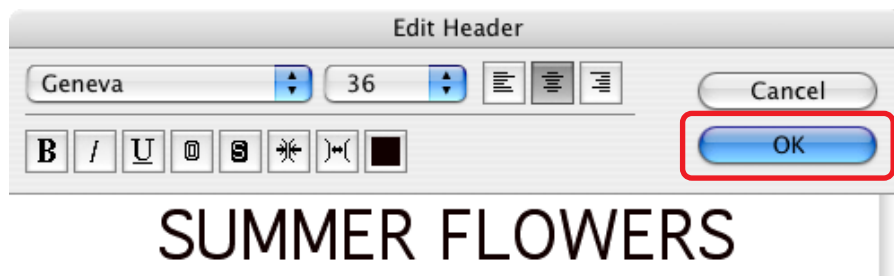 Edit Header
Geneva 36 Cancel
B I U O S OK
SUMMER FLOWERS